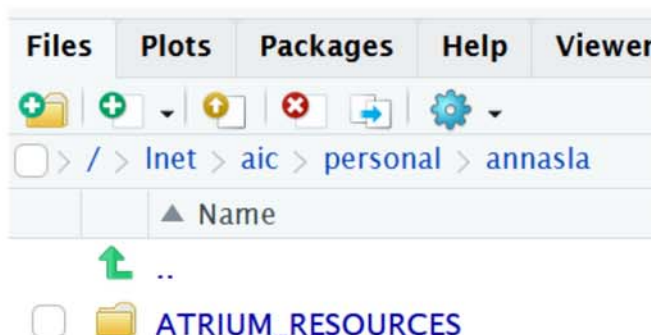 Files Plots Packages Help Viewer
/ > lnet > aic > personal > annasla
▲ Name
..
ATRIUM_RESOURCES